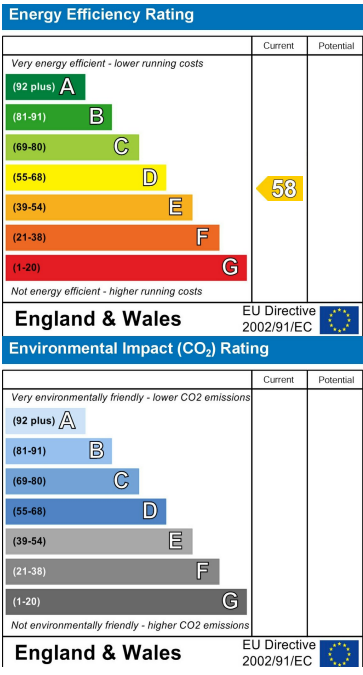 Energy Efficiency Rating
Current Potential
Very energy efficient - lower running costs
(92 plus) A
(81-91) B
(69-80) C
(55-68) D
58
(39-54) E
(21-38) F
(1-20) G
Not energy efficient - higher running costs
England & Wales
EU Directive
2002/91/EC
Environmental Impact (CO₂) Rating
Current Potential
Very environmentally friendly - lower CO2 emissions
(92 plus) A
(81-91) B
(69-80) C
(55-68) D
(39-54) E
(21-38) F
(1-20) G
Not environmentally friendly - higher CO2 emissions
England & Wales
EU Directive
2002/91/EC